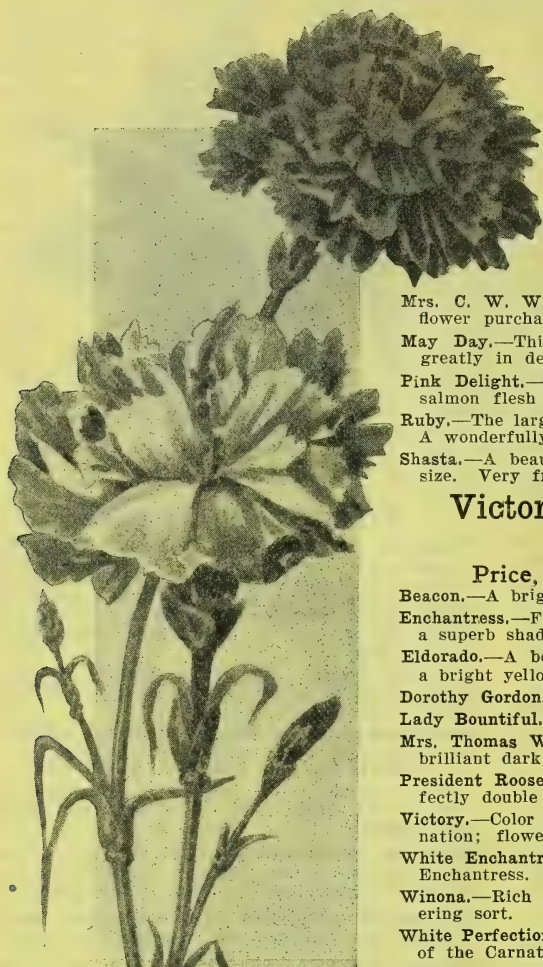 Mrs. C. W. W
flower purcha
May Day.—Thi
greatly in de
Pink Delight.—
salmon flesh
Ruby.—The larg
A wonderfully
Shasta.—A beau
size. Very fr
Victor
Price,
Beacon.—A brig
Enchantress.—F
a superb shad
Eldorado.—A be
a bright yello
Dorothy Gordon.
Lady Bountiful.
Mrs. Thomas W
brilliant dark
President Roose
fectly double
Victory.—Color
nation; flowe
White Enchantr
Enchantress.
Winona.—Rich
ering sort.
White Perfection
of the Carnat